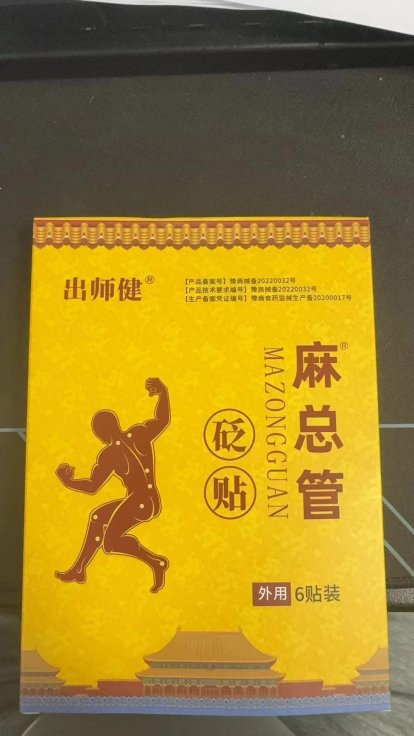 出师健®
【产品备案号】豫商械备20220032号
【产品技术要求编号】豫商械备20220032号
【生产备案凭证编号】豫商食药监械生产备20200017号
麻总管®
MAZONGGUAN
砭贴
外用 6贴装